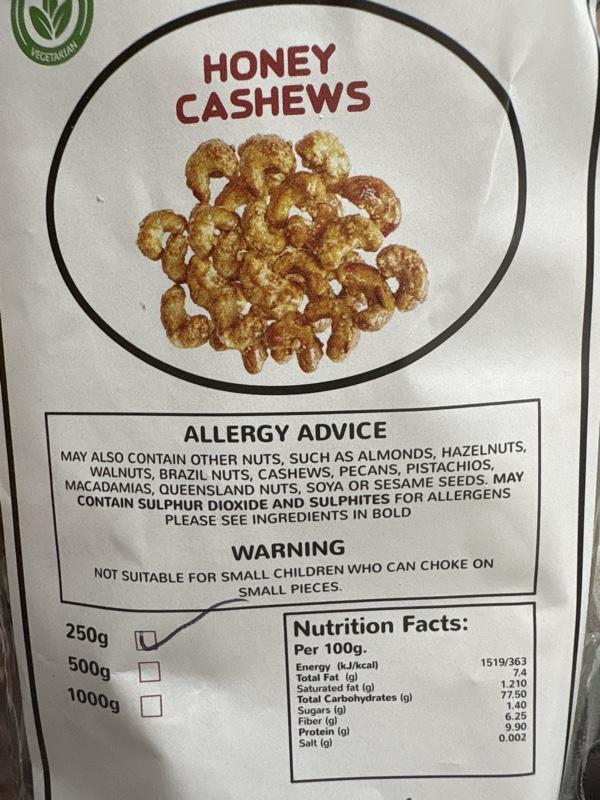 VEGETARIAN
HONEY
CASHEWS
ALLERGY ADVICE
MAY ALSO CONTAIN OTHER NUTS, SUCH AS ALMONDS, HAZELNUTS,
WALNUTS, BRAZIL NUTS, CASHEWS, PECANS, PISTACHIOS,
MACADAMIAS, QUEENSLAND NUTS, SOYA OR SESAME SEEDS. MAY
CONTAIN SULPHUR DIOXIDE AND SULPHITES FOR ALLERGENS
PLEASE SEE INGREDIENTS IN BOLD
WARNING
NOT SUITABLE FOR SMALL CHILDREN WHO CAN CHOKE ON
SMALL PIECES.
250g
500g
1000g
Nutrition Facts:
Per 100g.
Energy (kJ/kcal) 1519/363
Total Fat (g) 7.4
Saturated fat (g) 1.210
Total Carbohydrates (g) 77.50
Sugars (g) 1.40
Fiber (g) 6.25
Protein (g) 9.90
Salt (g) 0.002